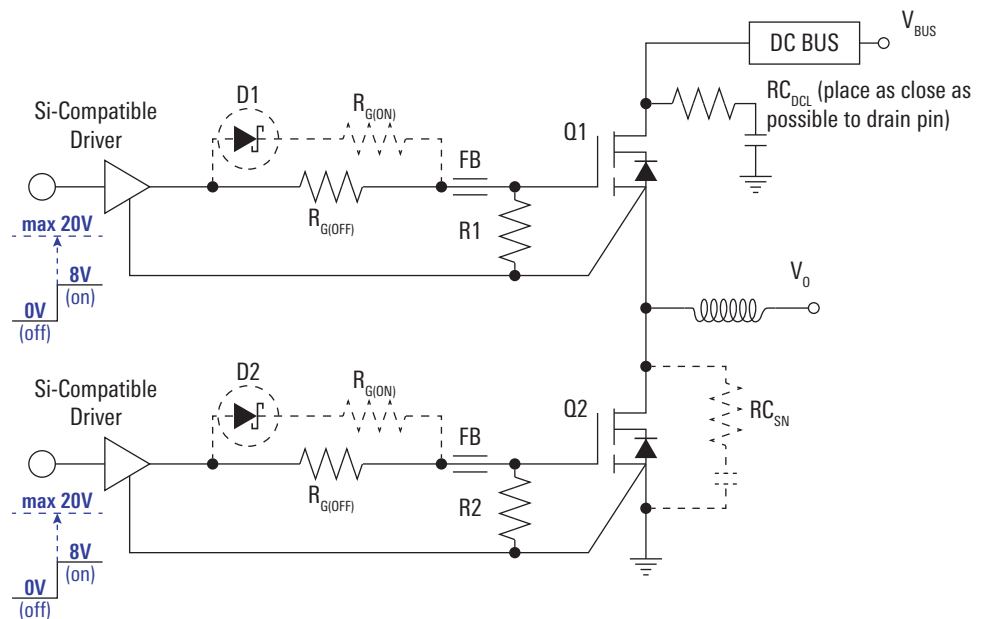 V_BUS
DC BUS
RC_DCL (place as close as
possible to drain pin)
D1
R_G(ON)
Si-Compatible
Driver
Q1
FB
R_G(OFF)
R1
max 20V
8V
(on)
0V
(off)
V_0
D2
R_G(ON)
Si-Compatible
Driver
Q2
RC_SN
FB
R_G(OFF)
R2
max 20V
8V
(on)
0V
(off)